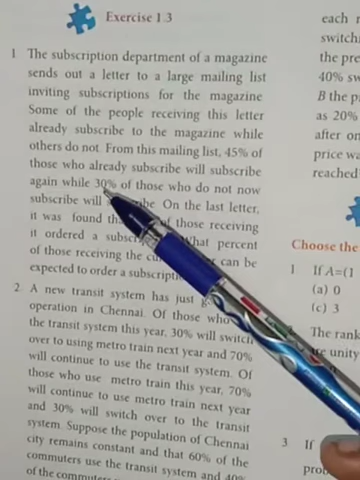 Exercise 1.3
1 The subscription department of a magazine
sends out a letter to a large mailing list
inviting subscriptions for the magazine
Some of the people receiving this letter
already subscribe to the magazine while
others do not From this mailing list, 45% of
those who already subscribe will subscribe
again while 30% of those who do not now
subscribe will On the last letter,
it was found of those receiving
it ordered a What percent
of those receiving the can be
expected to order a
2 A new transit system has just
operation in Chennai. Of those who
the transit system this year, 30% will switch
over to using metro train next year and 70%
will continue to use the transit system. Of
those who use metro train this year, 70%
will continue to use metro train next year
and 30% will switch over to the transit
system Suppose the population of Chennai
city remains constant and that 60% of the
commuters use the transit system and 40%
of the
each
the
40%
B the
as 20%
after
price
reached
Choose the
1 If A=(1
(a) 0
(c) 3
The
unity
3 If